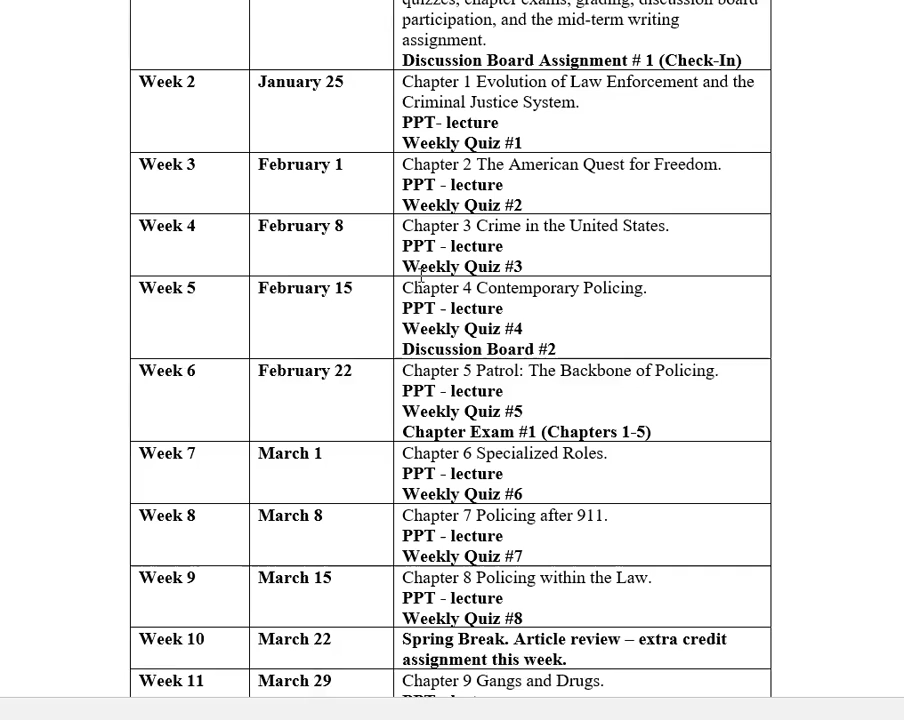 quizzes, chapter exams, grading, discussion board
participation, and the mid-term writing
assignment.
Discussion Board Assignment # 1 (Check-In)
Week 2 January 25 Chapter 1 Evolution of Law Enforcement and the
Criminal Justice System.
PPT- lecture
Weekly Quiz #1
Week 3 February 1 Chapter 2 The American Quest for Freedom.
PPT - lecture
Weekly Quiz #2
Week 4 February 8 Chapter 3 Crime in the United States.
PPT - lecture
Weekly Quiz #3
Week 5 February 15 Chapter 4 Contemporary Policing.
PPT - lecture
Weekly Quiz #4
Discussion Board #2
Week 6 February 22 Chapter 5 Patrol: The Backbone of Policing.
PPT - lecture
Weekly Quiz #5
Chapter Exam #1 (Chapters 1-5)
Week 7 March 1 Chapter 6 Specialized Roles.
PPT - lecture
Weekly Quiz #6
Week 8 March 8 Chapter 7 Policing after 911.
PPT - lecture
Weekly Quiz #7
Week 9 March 15 Chapter 8 Policing within the Law.
PPT - lecture
Weekly Quiz #8
Week 10 March 22 Spring Break. Article review – extra credit
assignment this week.
Week 11 March 29 Chapter 9 Gangs and Drugs.